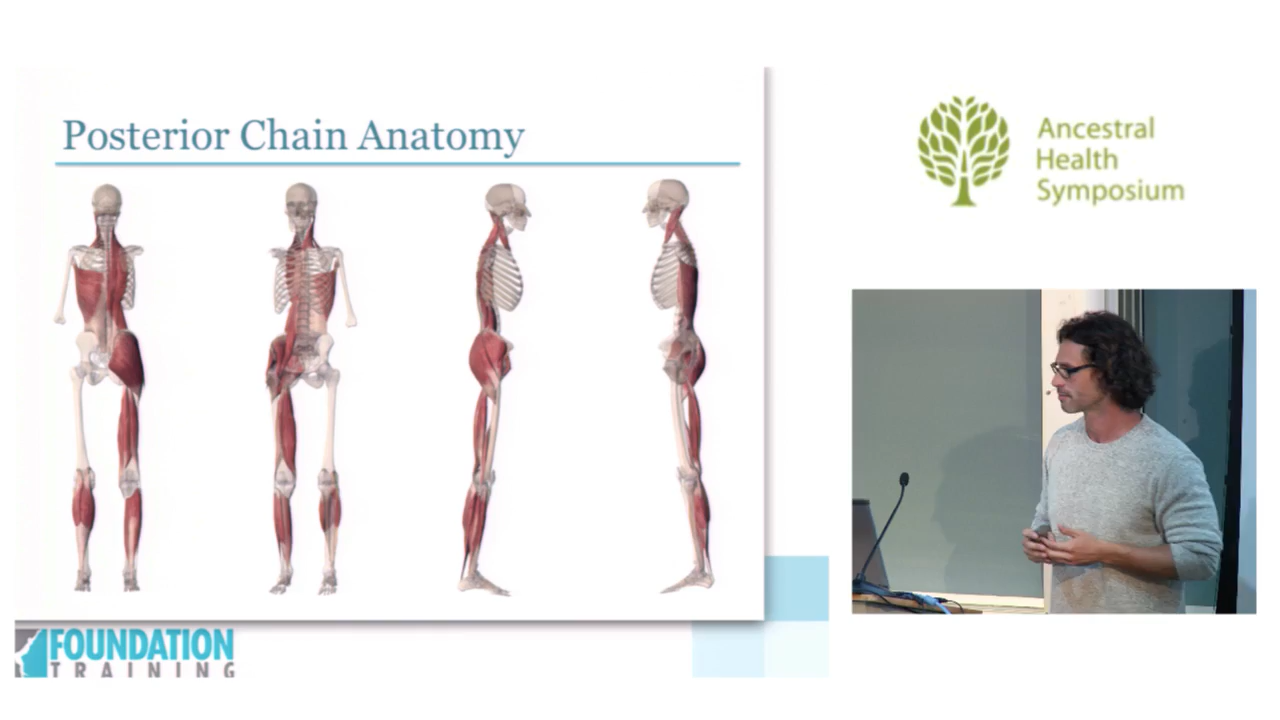 Posterior Chain Anatomy
Ancestral
Health
Symposium
FOUNDATION
TRAINING